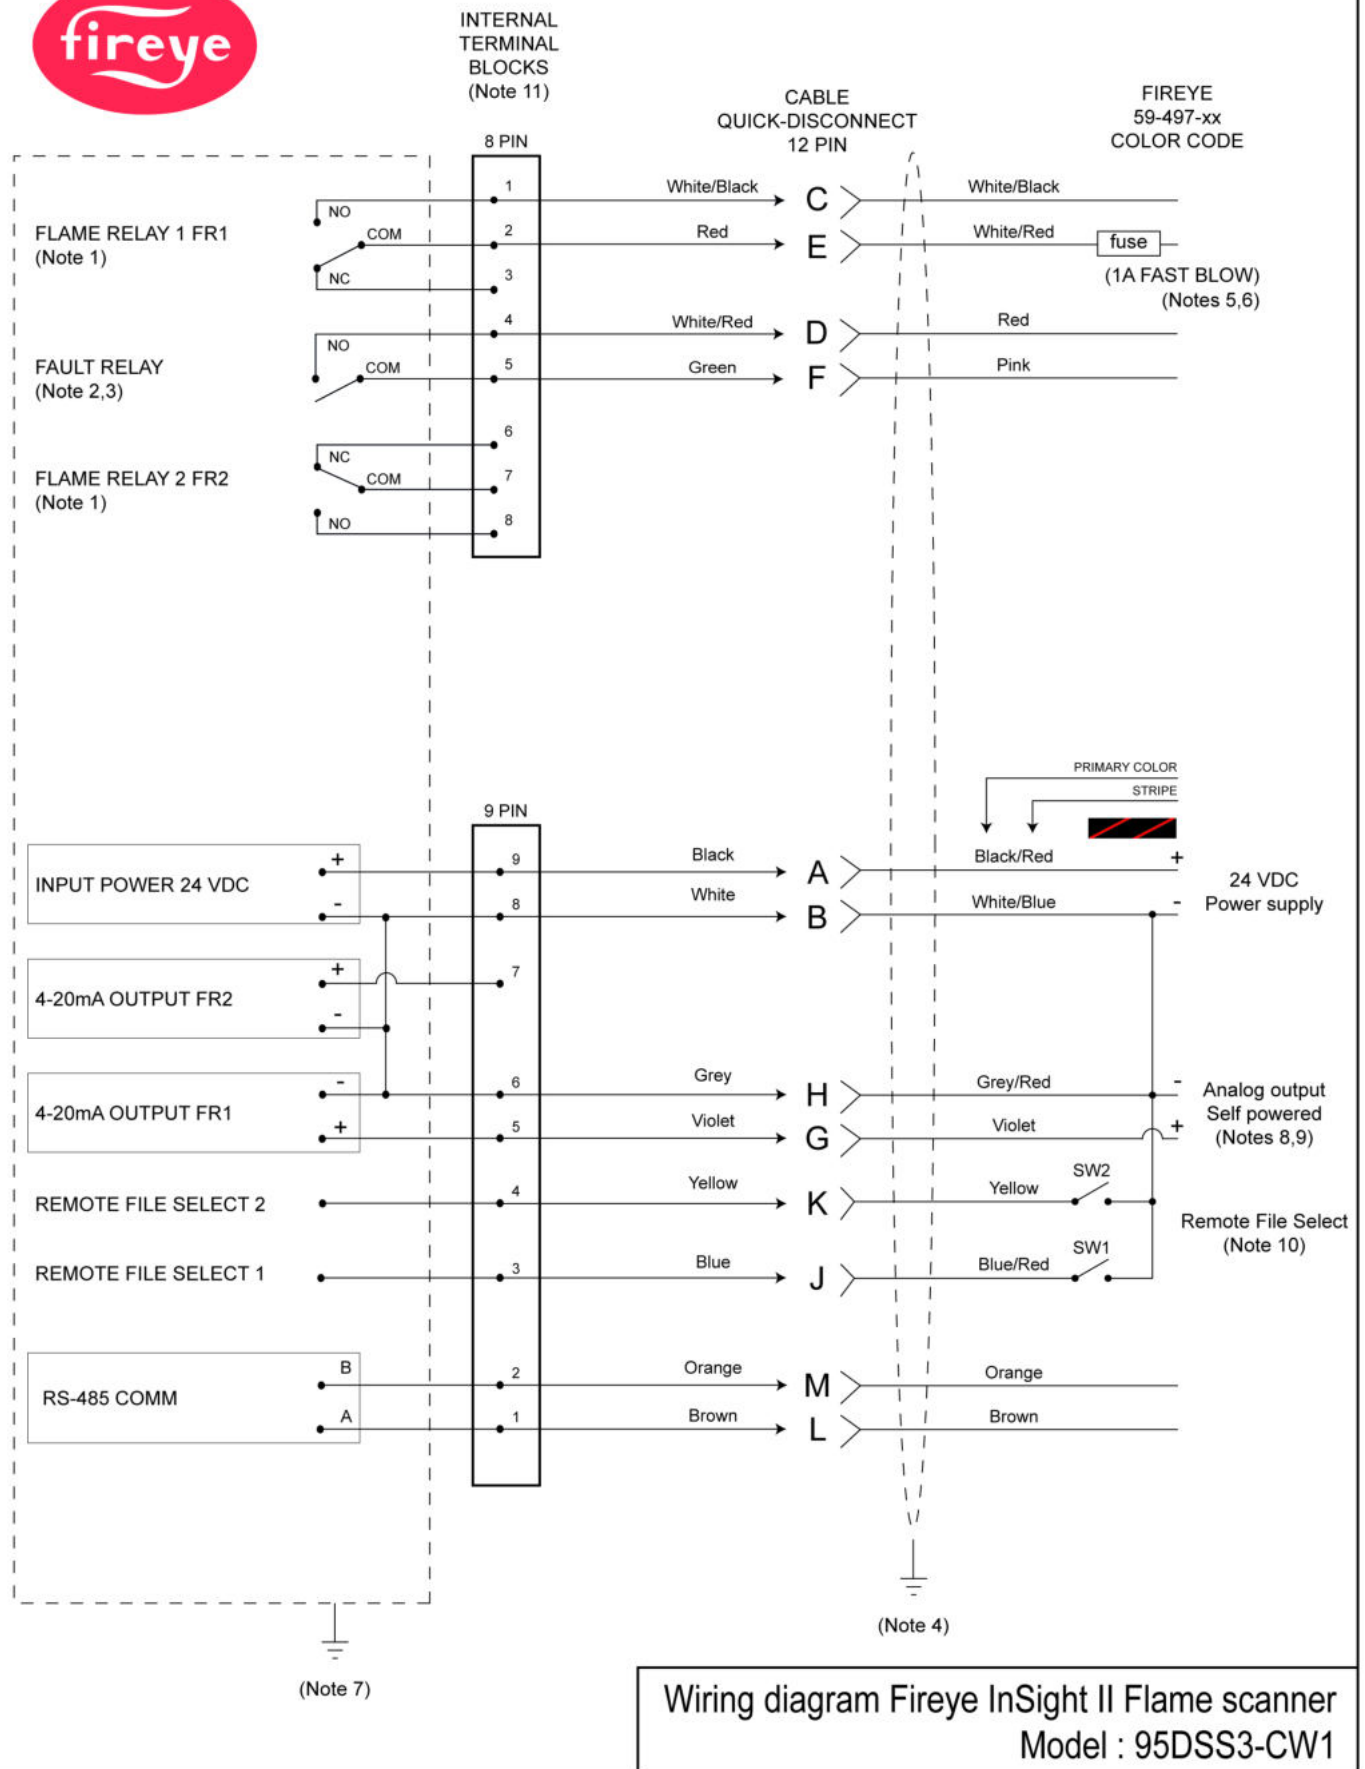 fireye
INTERNAL
TERMINAL
BLOCKS
(Note 11)
CABLE
QUICK-DISCONNECT
12 PIN
FIREYE
59-497-xx
COLOR CODE
8 PIN
FLAME RELAY 1 FR1
(Note 1)
NO
COM
NC
1
2
3
White/Black
Red
C
E
White/Black
White/Red
fuse
(1A FAST BLOW)
(Notes 5,6)
FAULT RELAY
(Note 2,3)
NO
COM
4
5
White/Red
Green
D
F
Red
Pink
FLAME RELAY 2 FR2
(Note 1)
NC
COM
NO
6
7
8
PRIMARY COLOR
STRIPE
9 PIN
INPUT POWER 24 VDC
+
-
9
8
Black
White
A
B
Black/Red
White/Blue
+
-
24 VDC
Power supply
4-20mA OUTPUT FR2
+
-
7
4-20mA OUTPUT FR1
-
+
6
5
Grey
Violet
H
G
Grey/Red
Violet
-
+
Analog output
Self powered
(Notes 8,9)
REMOTE FILE SELECT 2
4
Yellow
K
Yellow
SW2
REMOTE FILE SELECT 1
3
Blue
J
Blue/Red
SW1
Remote File Select
(Note 10)
RS-485 COMM
B
A
2
1
Orange
Brown
M
L
Orange
Brown
(Note 4)
(Note 7)
Wiring diagram Fireye InSight II Flame scanner
Model : 95DSS3-CW1